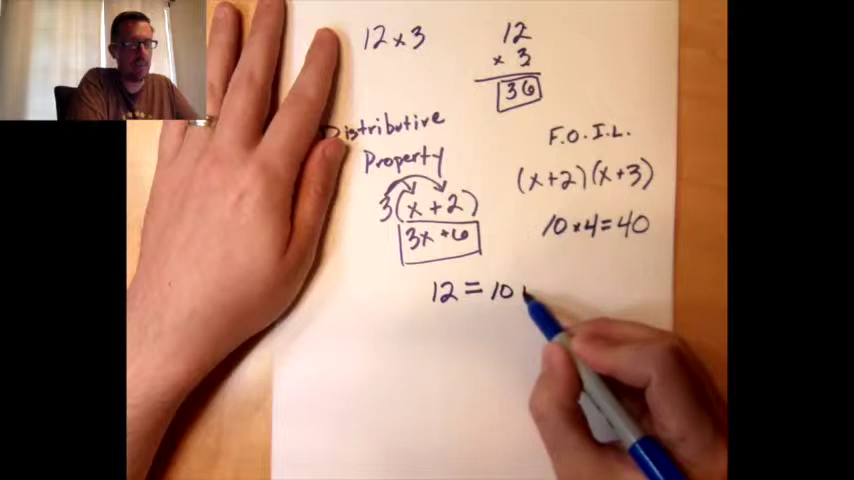 12 x 3
12
x 3
36
Distributive
Property
3(x+2)
3x+6
F.O.I.L.
(x+2)(x+3)
10 x 4 = 40
12 = 10